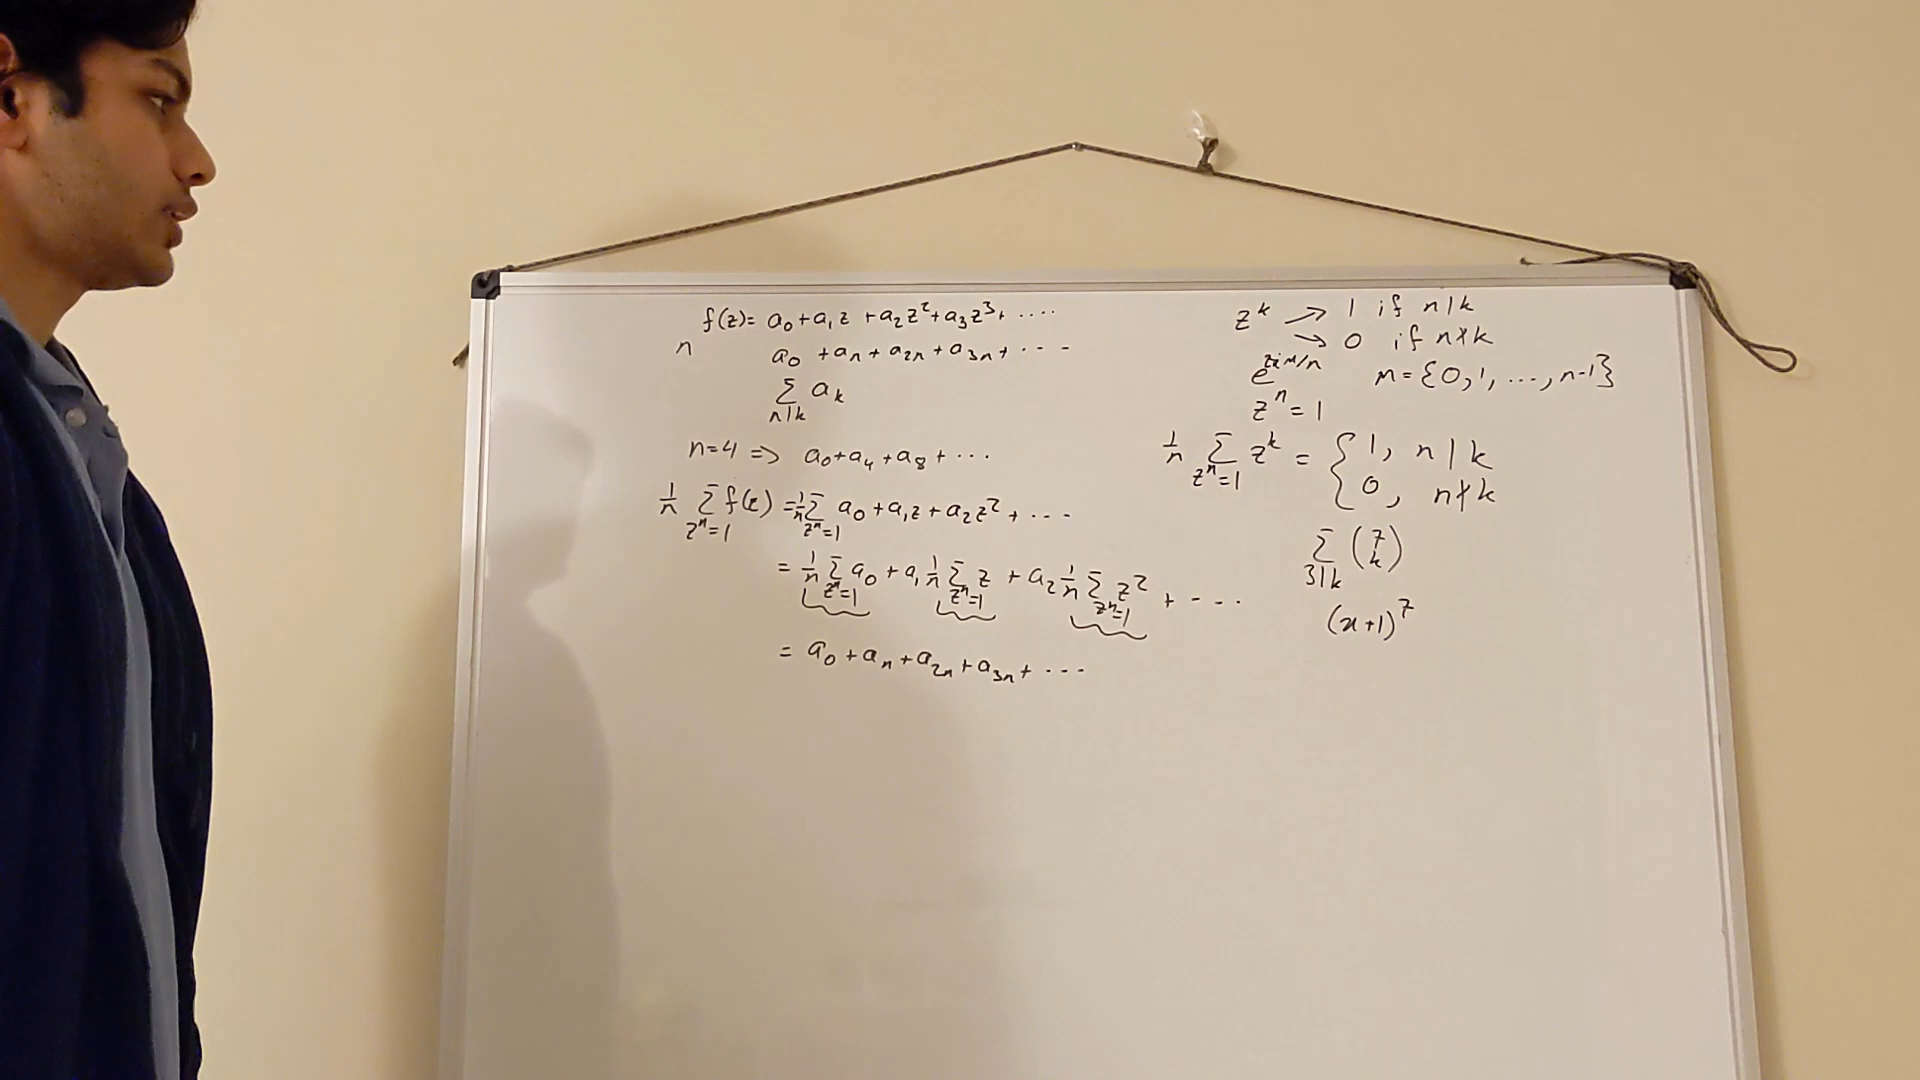 f(z) = a₀ + a₁z + a₂z² + a₃z³ + ....
n a₀ + aₙ + a₂ₙ + a₃ₙ + ...
∑ aₖ
n|k
n=4 => a₀ + a₄ + a₈ + ...
1/n ∑_{zⁿ=1} f(z) = 1/n ∑_{zⁿ=1} a₀ + a₁z + a₂z² + ...
= 1/n ∑_{zⁿ=1} a₀ + a₁ 1/n ∑_{zⁿ=1} z + a₂ 1/n ∑_{zⁿ=1} z² + ...
= a₀ + aₙ + a₂ₙ + a₃ₙ + ...
zᵏ → 1 if n|k
→ 0 if n∤k
m = {0, 1, ..., n-1}
zⁿ = 1
1/n ∑_{zⁿ=1} zᵏ = { 1, n|k
0, n∤k
∑_{3|k} (7 k)
(x+1)⁷